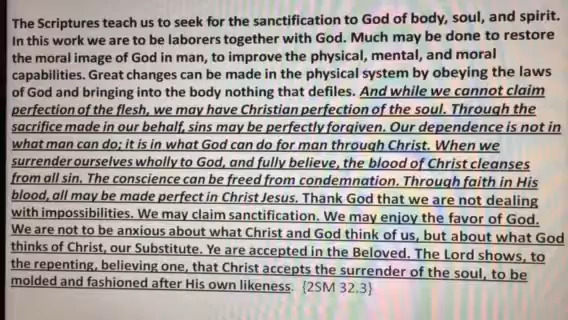 The Scriptures teach us to seek for the sanctification to God of body, soul, and spirit.
In this work we are to be laborers together with God. Much may be done to restore
the moral image of God in man, to improve the physical, mental, and moral
capabilities. Great changes can be made in the physical system by obeying the laws
of God and bringing into the body nothing that defiles. And while we cannot claim
perfection of the flesh, we may have Christian perfection of the soul. Through the
sacrifice made in our behalf, sins may be perfectly forgiven. Our dependence is not in
what man can do; it is in what God can do for man through Christ. When we
surrender ourselves wholly to God, and fully believe, the blood of Christ cleanses
from all sin. The conscience can be freed from condemnation. Through faith in His
blood, all may be made perfect in Christ Jesus. Thank God that we are not dealing
with impossibilities. We may claim sanctification. We may enjoy the favor of God.
We are not to be anxious about what Christ and God think of us, but about what God
thinks of Christ, our Substitute. Ye are accepted in the Beloved. The Lord shows, to
the repenting, believing one, that Christ accepts the surrender of the soul, to be
molded and fashioned after His own likeness. {2SM 32.3}